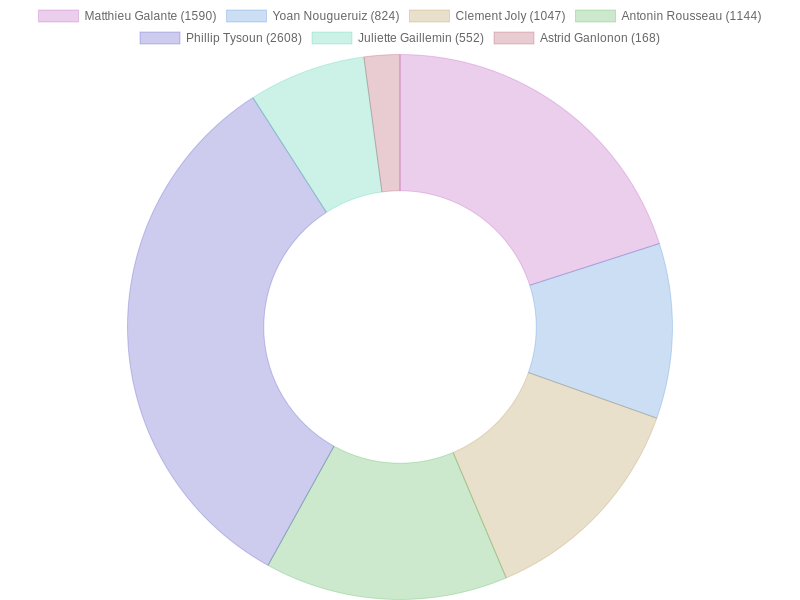 Matthieu Galante (1590) Yoan Nougueruiz (824) Clement Joly (1047) Antonin Rousseau (1144)
Phillip Tysoun (2608) Juliette Gaillemin (552) Astrid Ganlonon (168)